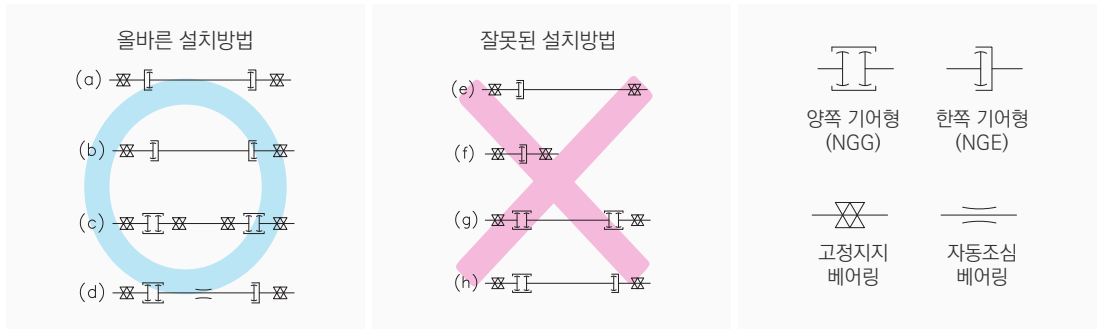 올바른 설치방법
(a)
(b)
(c)
(d)
잘못된 설치방법
(e)
(f)
(g)
(h)
양쪽 기어형
(NGG)
한쪽 기어형
(NGE)
고정지지
베어링
자동조심
베어링